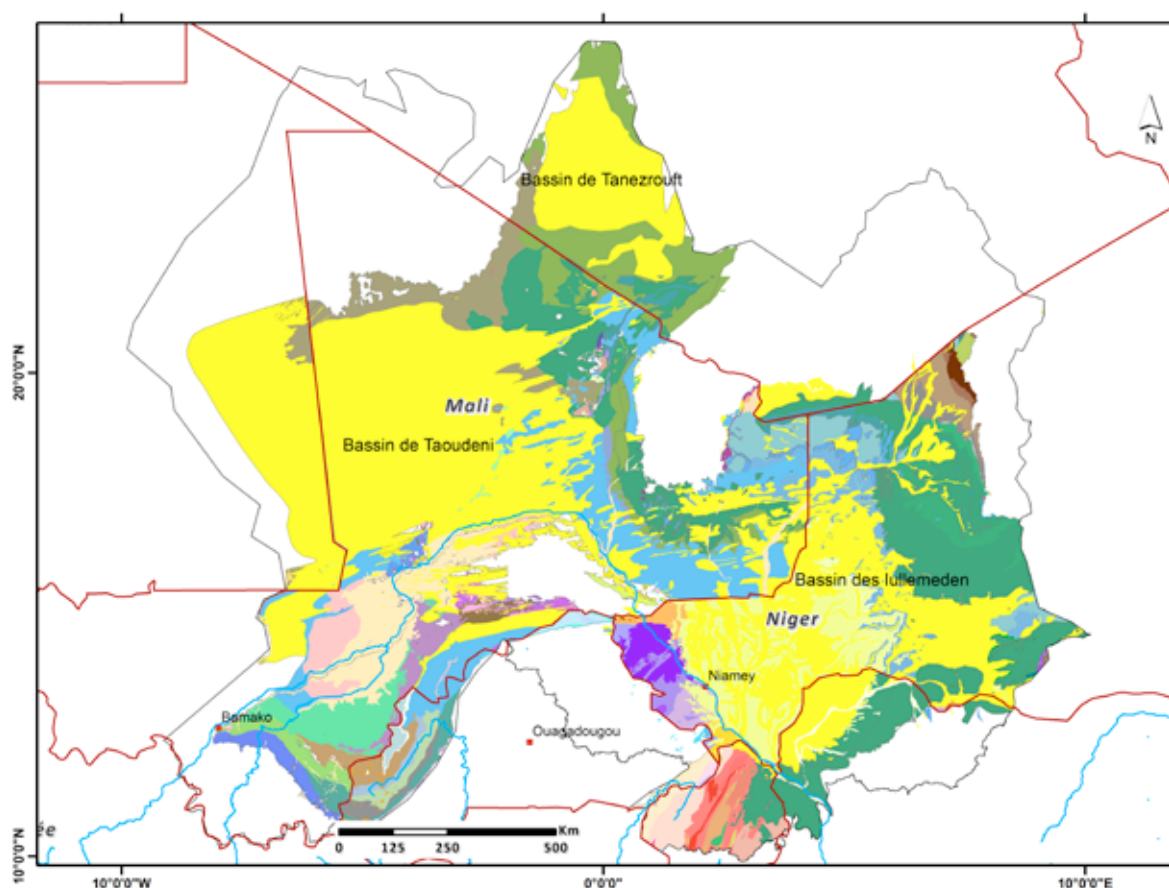 N
Bassin de Tanezrouft
20°0'0"N
Mali
Bassin de Taoudeni
Bassin des Iullemeden
Niger
Niamey
Bamako
Ouagadougou
é
Km
0 125 250 500
10°0'0"N
10°0'0"W 0°0'0" 10°0'0"E